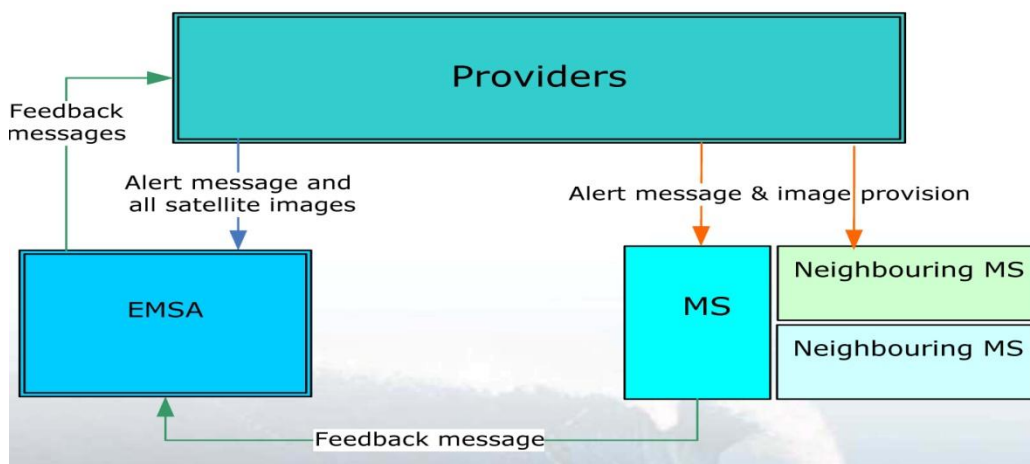 Providers
Feedback
messages
Alert message and
all satellite images
Alert message & image provision
EMSA
MS
Neighbouring MS
Neighbouring MS
Feedback message